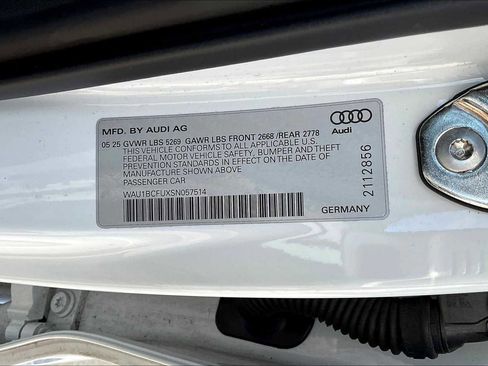 MFD. BY AUDI AG
Audi
05 25 GVWR LBS 5269 GAWR LBS FRONT 2668 /REAR 2778
THIS VEHICLE CONFORMS TO ALL APPLICABLE U.S.
FEDERAL MOTOR VEHICLE SAFETY, BUMPER AND THEFT
PREVENTION STANDARDS IN EFFECT ON THE DATE OF
MANUFACTURE SHOWN ABOVE
PASSENGER CAR
WAU1BCFUXSN057514
GERMANY
2112856